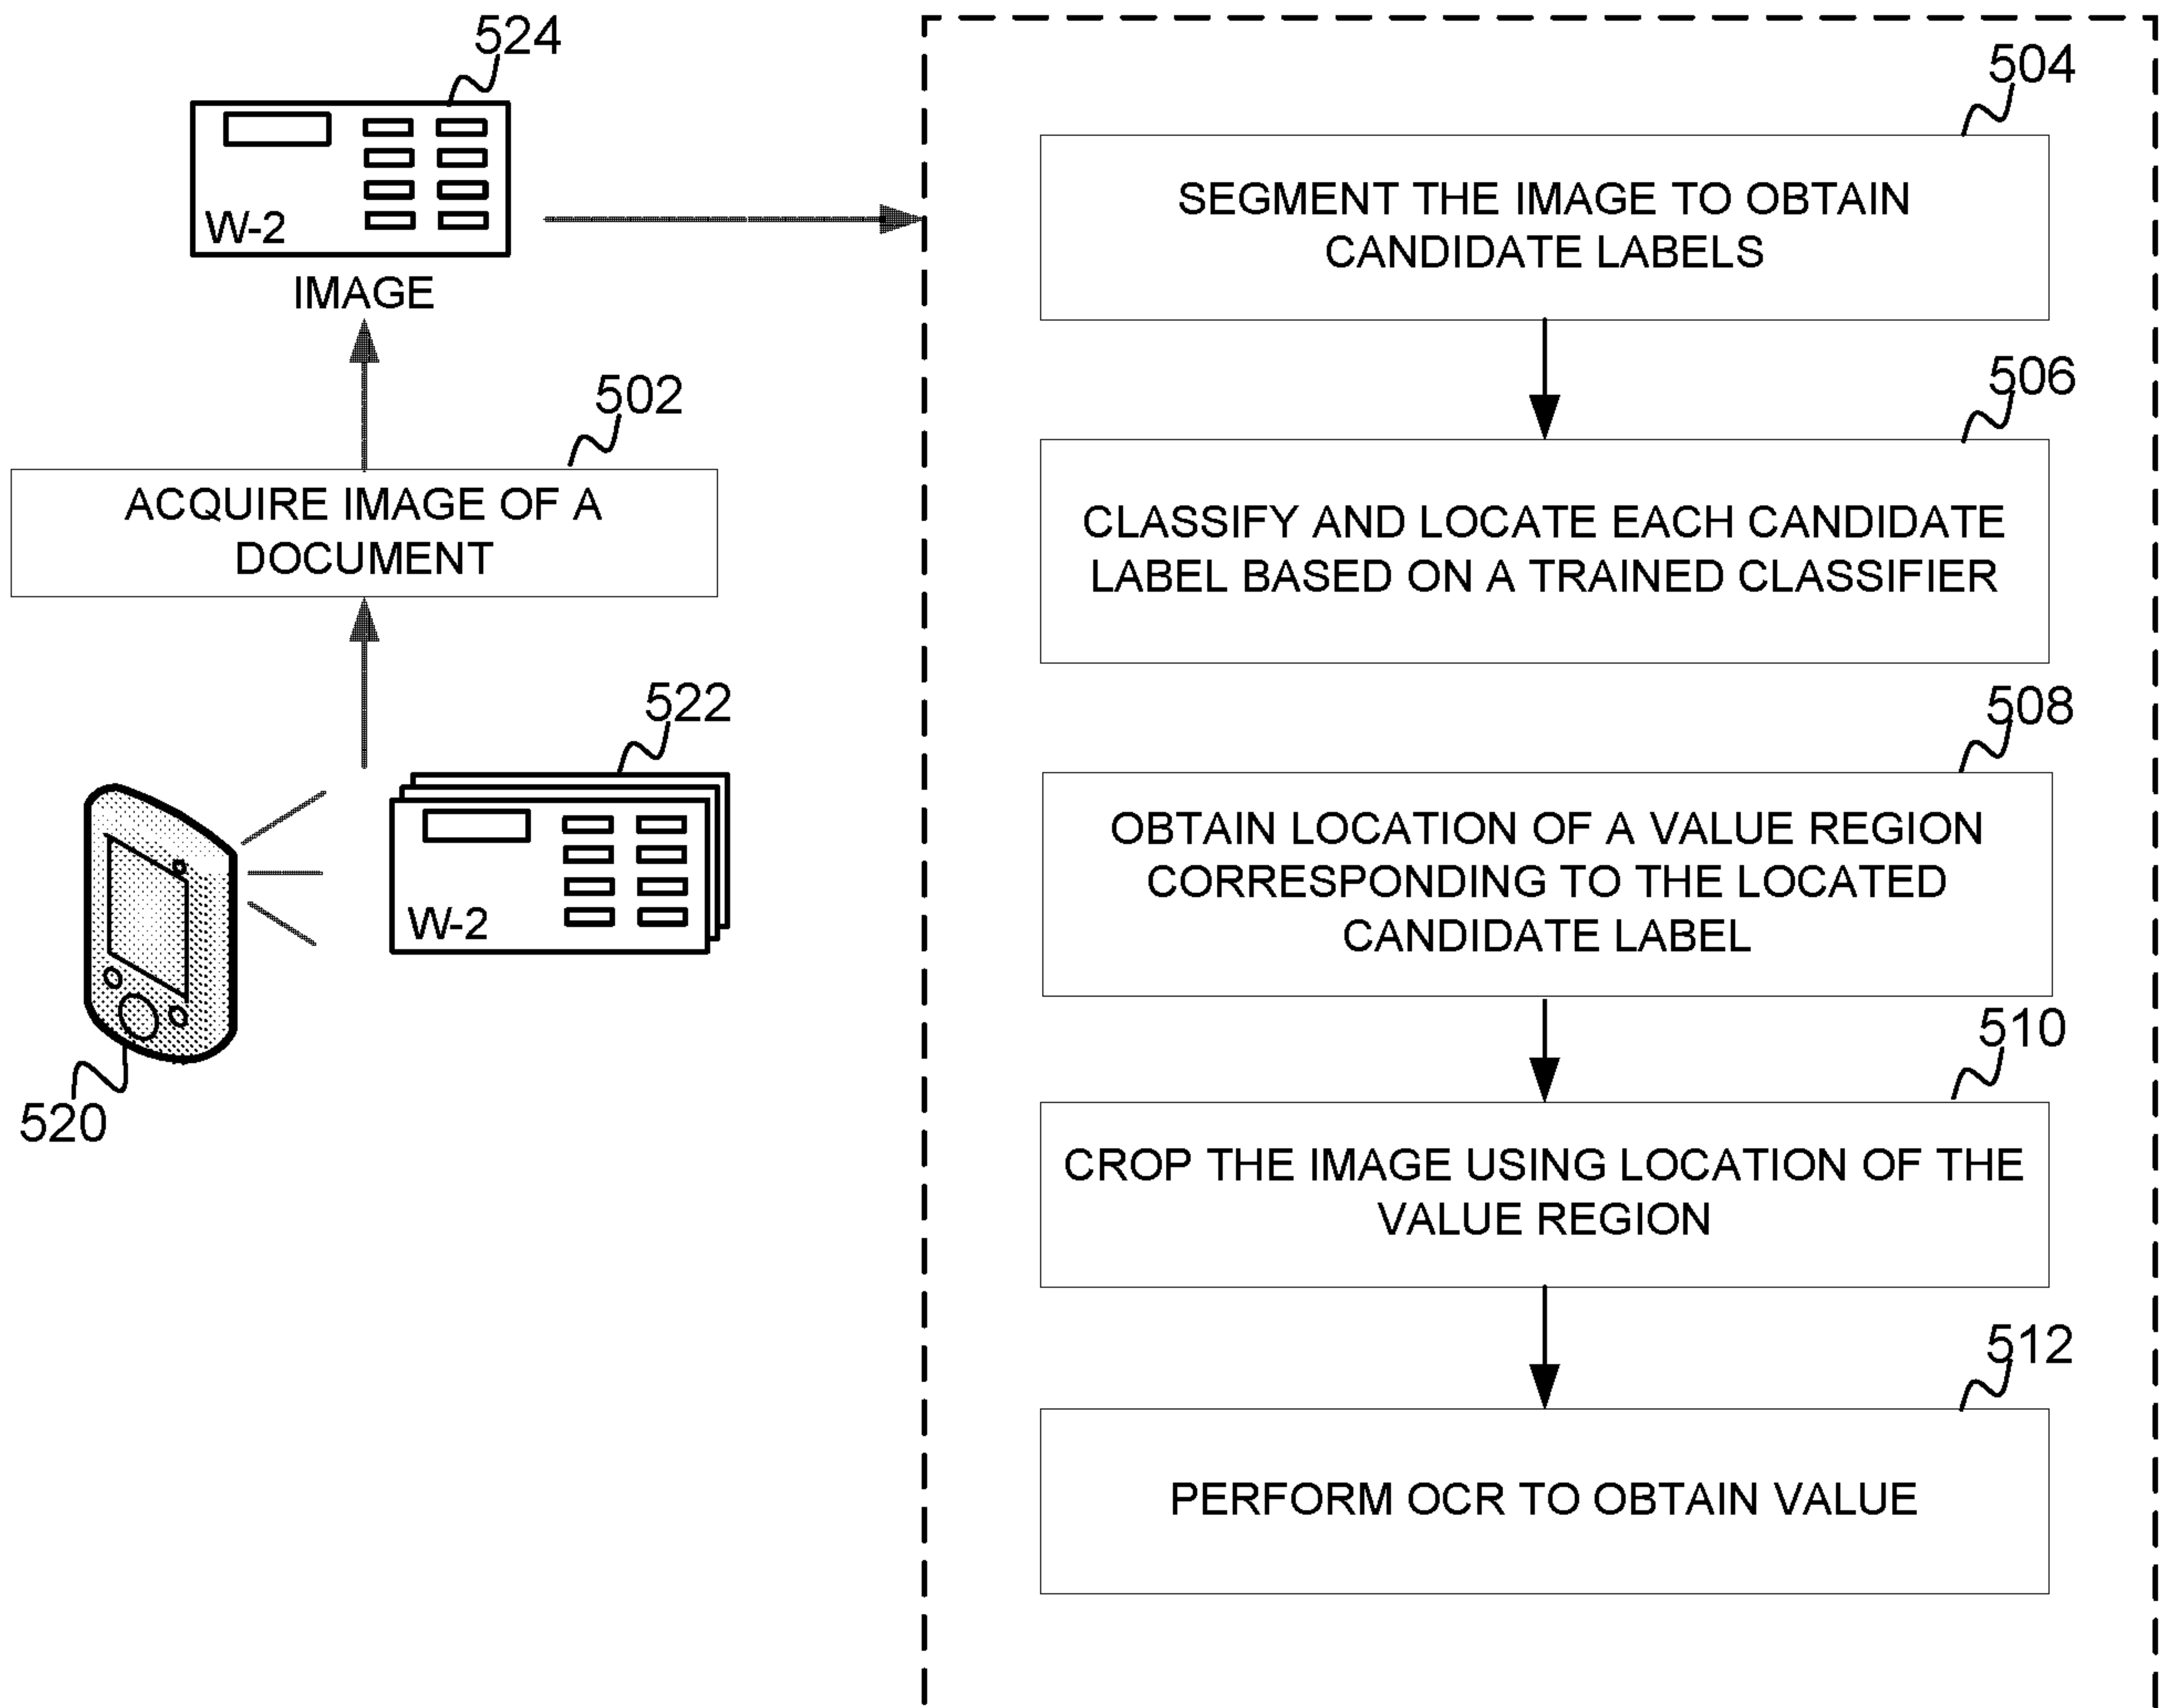 524
W-2
IMAGE
502
ACQUIRE IMAGE OF A
DOCUMENT
522
W-2
520
504
SEGMENT THE IMAGE TO OBTAIN
CANDIDATE LABELS
506
CLASSIFY AND LOCATE EACH CANDIDATE
LABEL BASED ON A TRAINED CLASSIFIER
508
OBTAIN LOCATION OF A VALUE REGION
CORRESPONDING TO THE LOCATED
CANDIDATE LABEL
510
CROP THE IMAGE USING LOCATION OF THE
VALUE REGION
512
PERFORM OCR TO OBTAIN VALUE